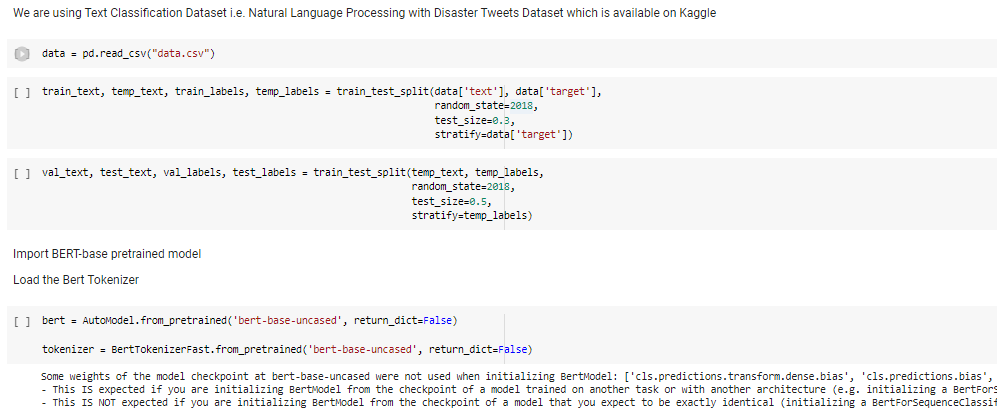 We are using Text Classification Dataset i.e. Natural Language Processing with Disaster Tweets Dataset which is available on Kaggle
data = pd.read_csv("data.csv")
[ ] train_text, temp_text, train_labels, temp_labels = train_test_split(data['text'], data['target'],
random_state=2018,
test_size=0.3,
stratify=data['target'])
[ ] val_text, test_text, val_labels, test_labels = train_test_split(temp_text, temp_labels,
random_state=2018,
test_size=0.5,
stratify=temp_labels)
Import BERT-base pretrained model
Load the Bert Tokenizer
[ ] bert = AutoModel.from_pretrained('bert-base-uncased', return_dict=False)
tokenizer = BertTokenizerFast.from_pretrained('bert-base-uncased', return_dict=False)
Some weights of the model checkpoint at bert-base-uncased were not used when initializing BertModel: ['cls.predictions.transform.dense.bias', 'cls.predictions.bias',
- This IS expected if you are initializing BertModel from the checkpoint of a model trained on another task or with another architecture (e.g. initializing a BertForS
- This IS NOT expected if you are initializing BertModel from the checkpoint of a model that you expect to be exactly identical (initializing a BertForSequenceClassif